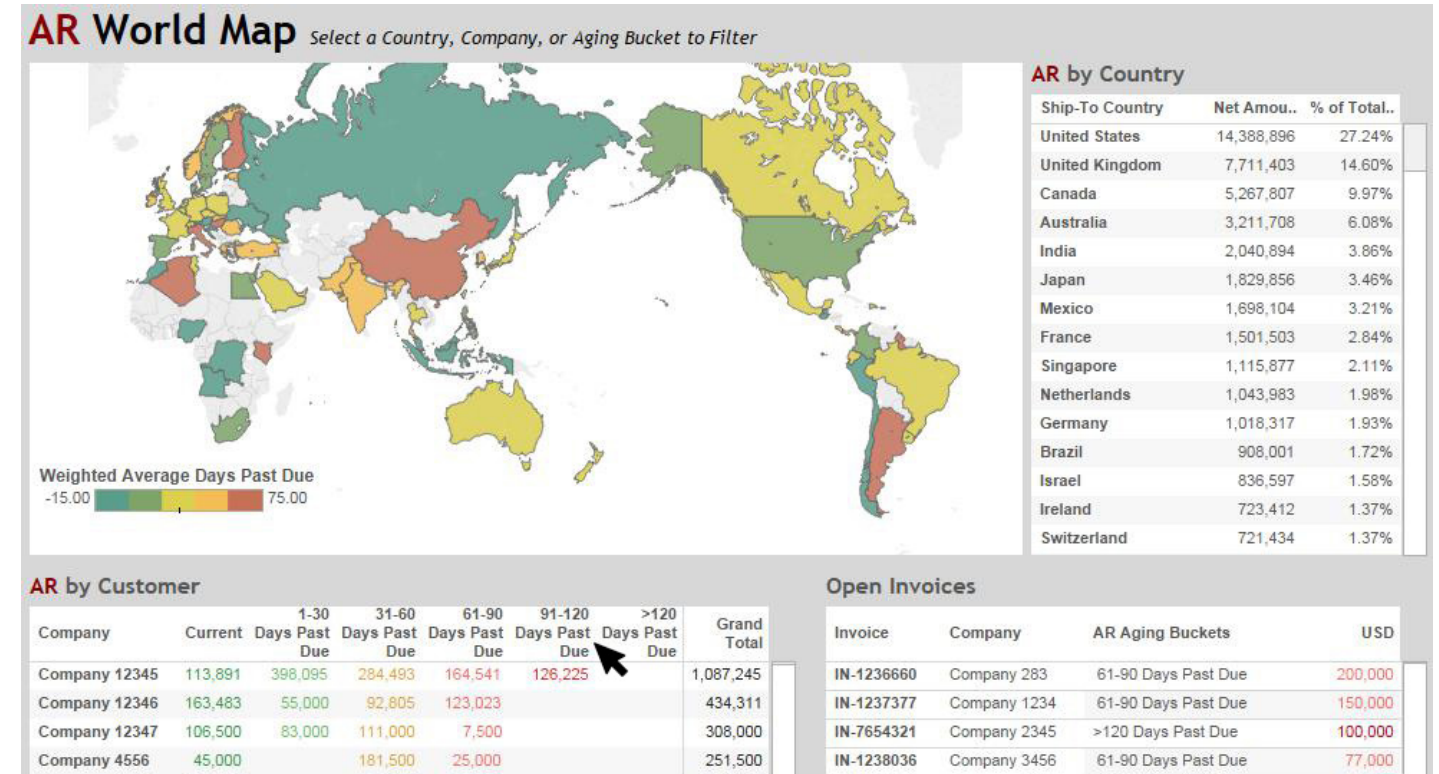 AR World Map Select a Country, Company, or Aging Bucket to Filter
Weighted Average Days Past Due
-15.00 75.00
AR by Country
Ship-To Country Net Amou.. % of Total..
United States 14,388,896 27.24%
United Kingdom 7,711,403 14.60%
Canada 5,267,807 9.97%
Australia 3,211,708 6.08%
India 2,040,894 3.86%
Japan 1,829,856 3.46%
Mexico 1,698,104 3.21%
France 1,501,503 2.84%
Singapore 1,115,877 2.11%
Netherlands 1,043,983 1.98%
Germany 1,018,317 1.93%
Brazil 908,001 1.72%
Israel 836,597 1.58%
Ireland 723,412 1.37%
Switzerland 721,434 1.37%
AR by Customer
1-30 31-60 61-90 91-120 >120
Company Current Days Past Days Past Days Past Days Past Days Past Grand Total
Due Due Due Due Due
Company 12345 113,891 398,095 284,493 164,541 126,225 1,087,245
Company 12346 163,483 55,000 92,805 123,023 434,311
Company 12347 106,500 83,000 111,000 7,500 308,000
Company 4556 45,000 181,500 25,000 251,500
Open Invoices
Invoice Company AR Aging Buckets USD
IN-1236660 Company 283 61-90 Days Past Due 200,000
IN-1237377 Company 1234 61-90 Days Past Due 150,000
IN-7654321 Company 2345 >120 Days Past Due 100,000
IN-1238036 Company 3456 61-90 Days Past Due 77,000